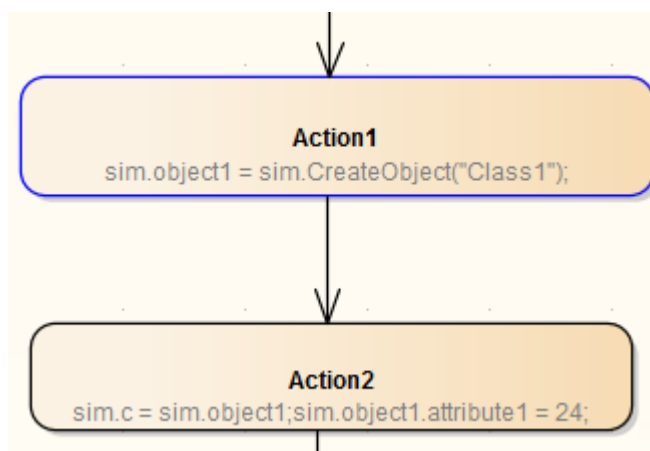 Action1
sim.object1 = sim.CreateObject("Class1");
Action2
sim.c = sim.object1;sim.object1.attribute1 = 24;